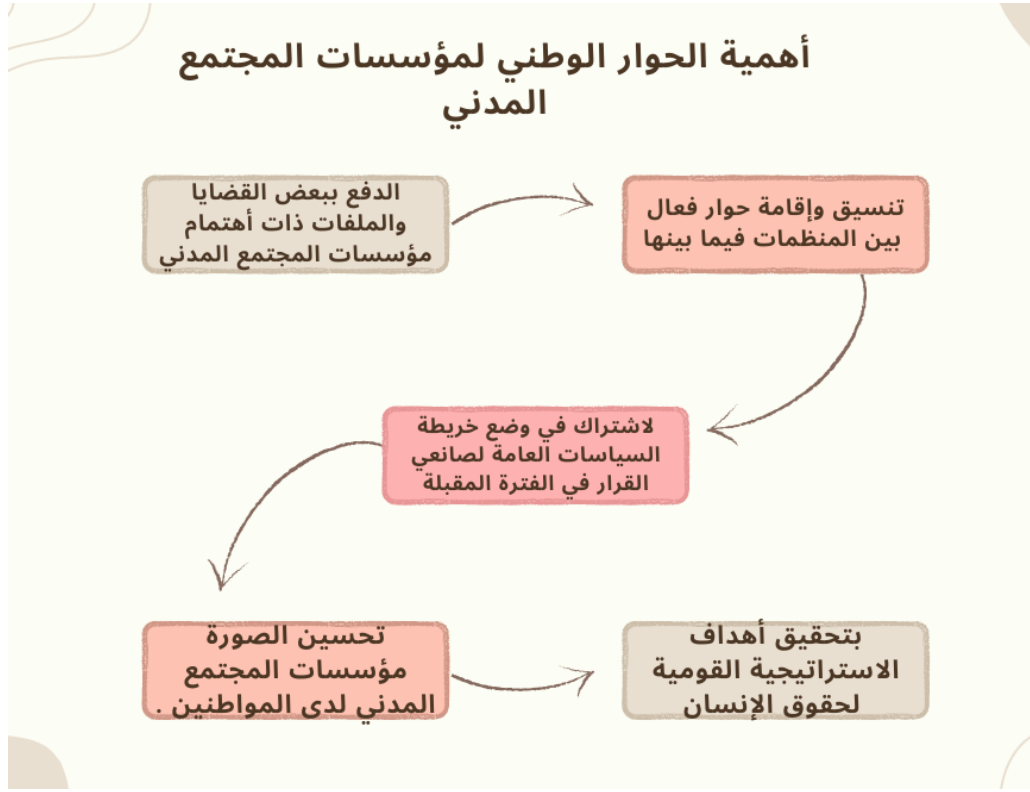 أهمية الحوار الوطني لمؤسسات المجتمع
المدني
الدفع ببعض القضايا
والملفات ذات أهتمام
مؤسسات المجتمع المدني
تنسيق وإقامة حوار فعال
بين المنظمات فيما بينها
لاشتراك في وضع خريطة
السياسات العامة لصانعي
القرار في الفترة المقبلة
تحسين الصورة
مؤسسات المجتمع
المدني لدى المواطنين .
بتحقيق أهداف
الاستراتيجية القومية
لحقوق الإنسان